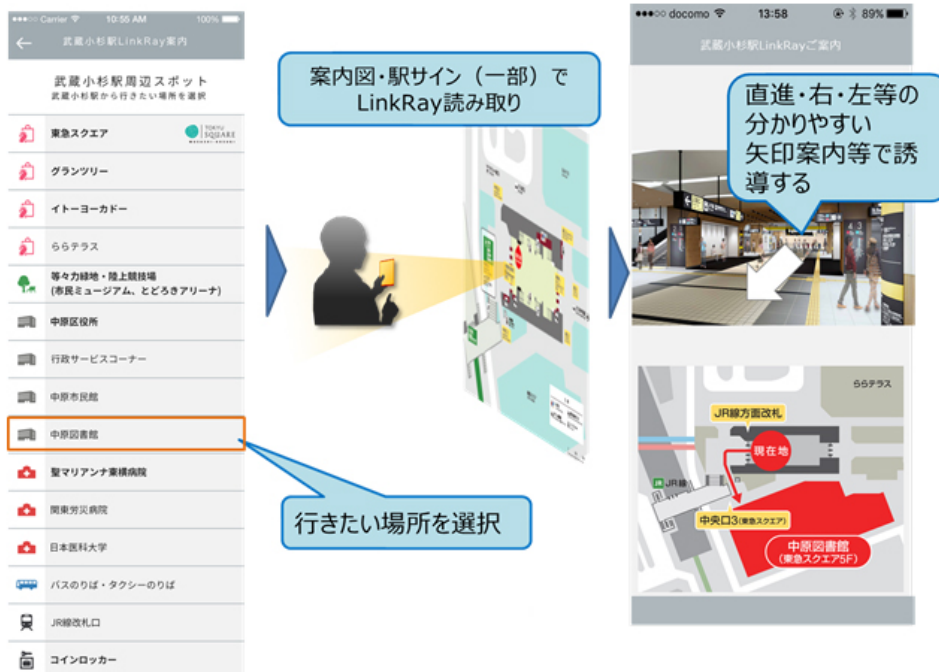 Carrier 10:55 AM 100%
武蔵小杉駅LinkRay案内
武蔵小杉駅周辺スポット
武蔵小杉駅から行きたい場所を選択
東急スクエア
TOKYU
SQUARE
グランツリー
イトーヨーカドー
ららテラス
等々力緑地・陸上競技場
(市民ミュージアム、とどろきアリーナ)
中原区役所
行政サービスコーナー
中原市民館
中原図書館
聖マリアンナ東横病院
関東労災病院
日本医科大学
バスのりば・タクシーのりば
JR線改札口
コインロッカー
案内図・駅サイン（一部）で
LinkRay読み取り
行きたい場所を選択
docomo 13:58 89%
武蔵小杉駅LinkRayご案内
直進・右・左等の
分かりやすい
矢印案内等で誘
導する
ららテラス
JR線方面改札
現在地
JR JR線
中央口3(東急スクエア)
中原図書館
(東急スクエア5F)